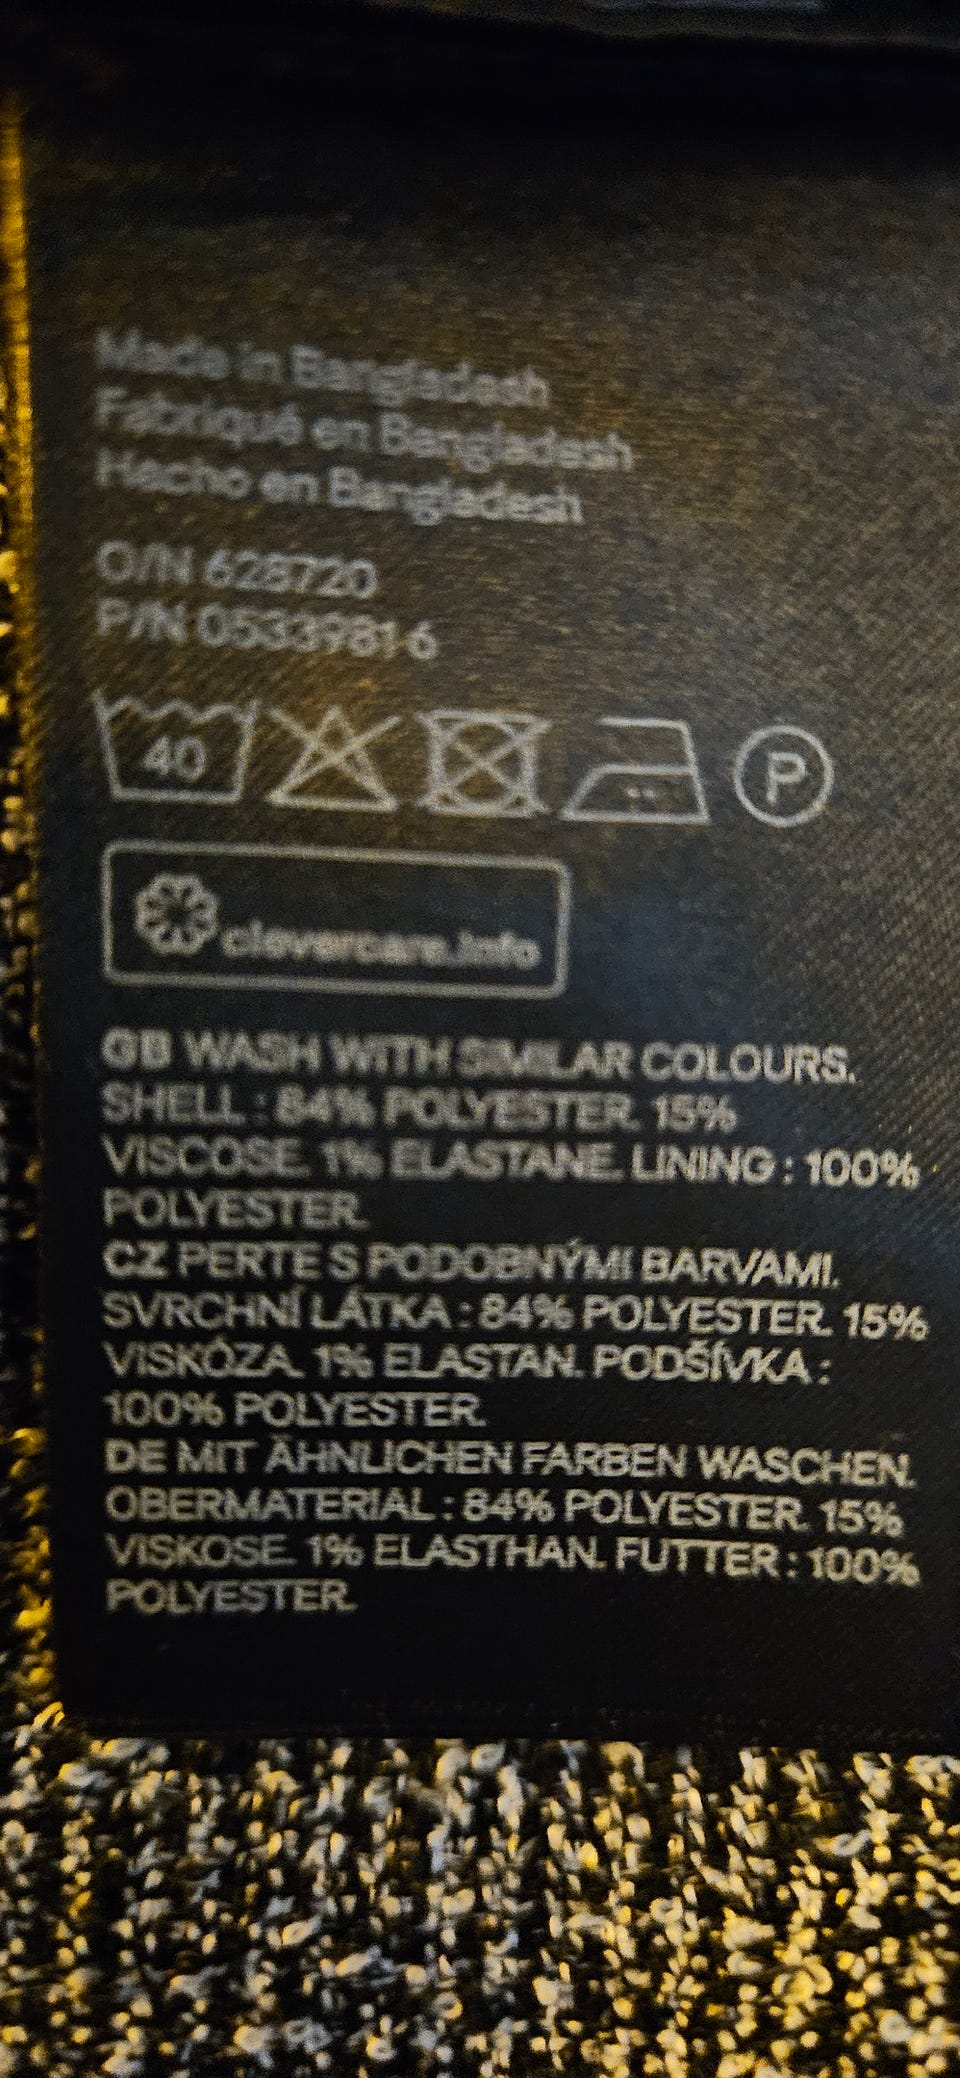 Made in Bangladesh
Fabriqué en Bangladesh
Hecho en Bangladesh
O/N 628720
P/N 0533981-6
40
P
clevercare.info
GB WASH WITH SIMILAR COLOURS.
SHELL : 84% POLYESTER. 15%
VISCOSE. 1% ELASTANE. LINING : 100%
POLYESTER.
CZ PERTE S PODOBNÝMI BARVAMI.
SVRCHNÍ LÁTKA : 84% POLYESTER. 15%
VISKÓZA. 1% ELASTAN. PODŠÍVKA :
100% POLYESTER.
DE MIT ÄHNLICHEN FARBEN WASCHEN.
OBERMATERIAL : 84% POLYESTER. 15%
VISKOSE. 1% ELASTHAN. FUTTER : 100%
POLYESTER.